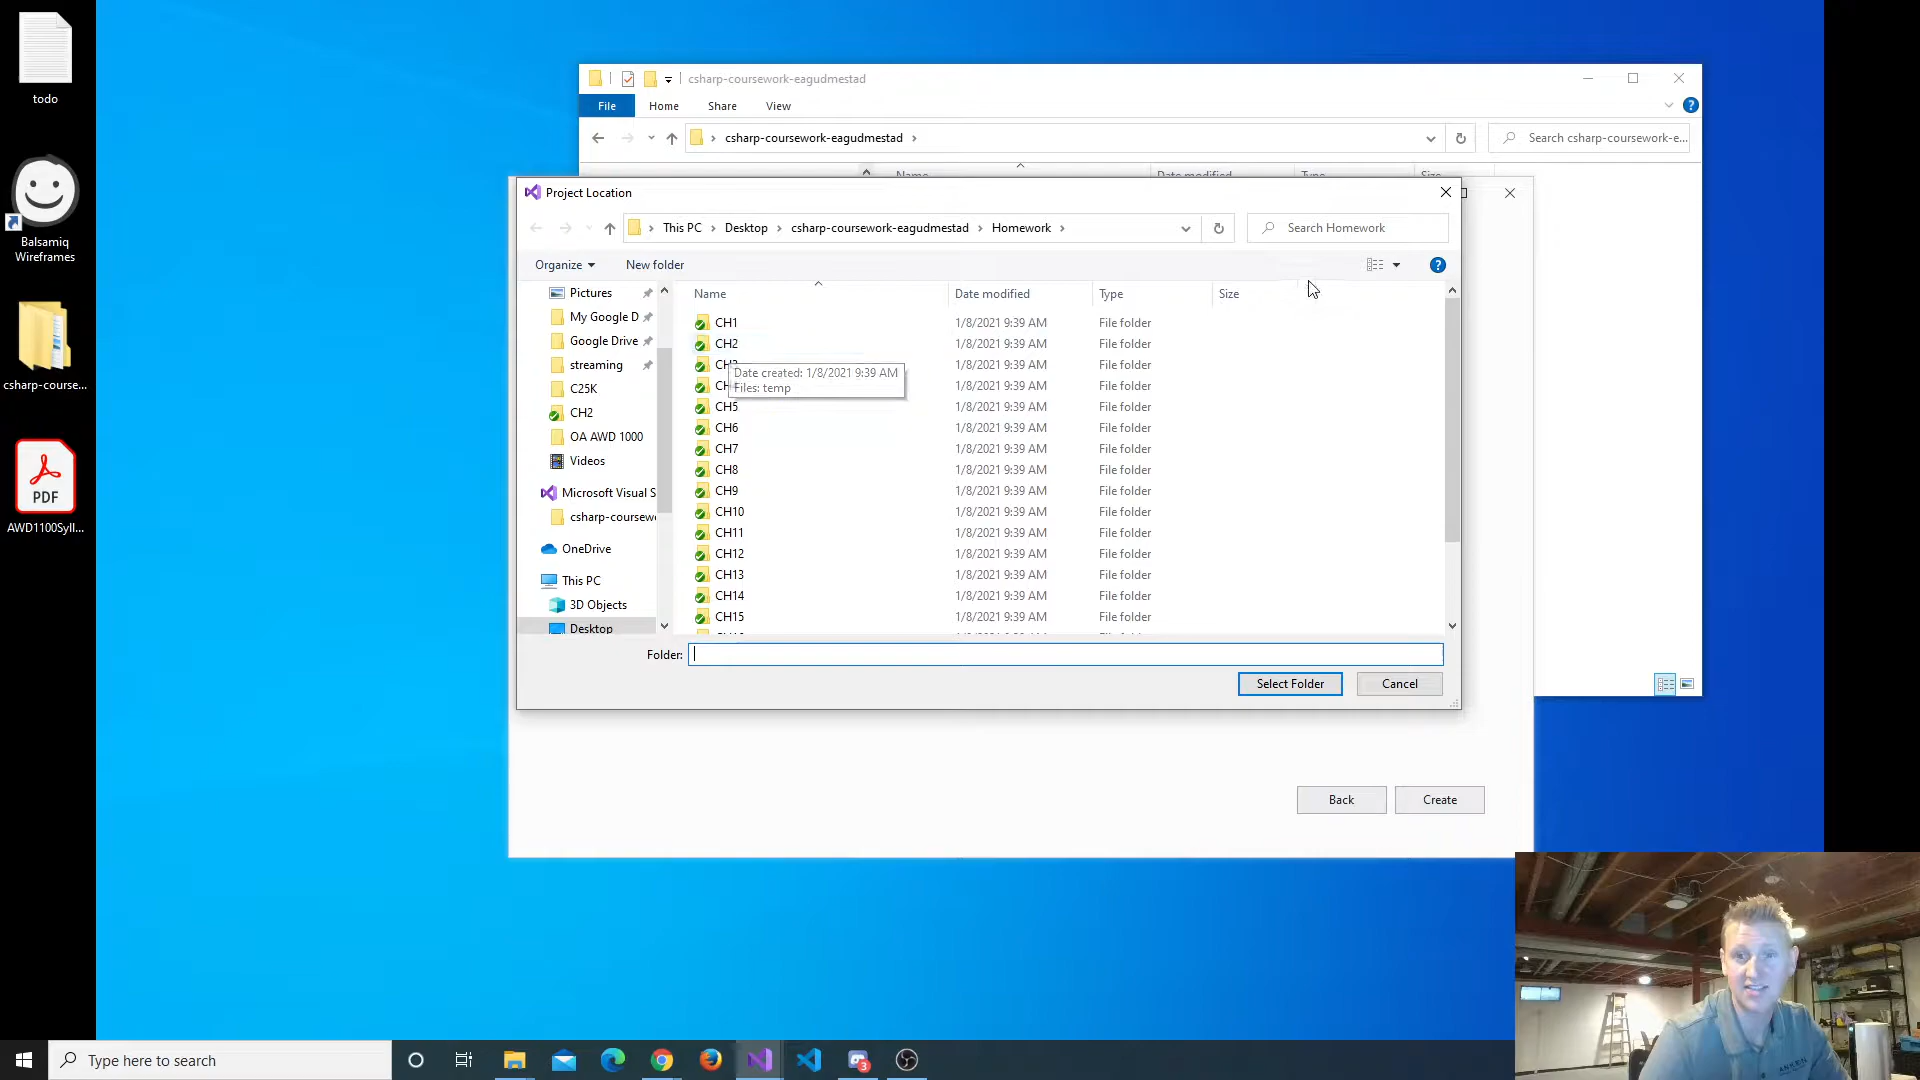 todo
Balsamiq
Wireframes
csharp-course...
PDF
AWD1100Syll...
csharp-coursework-eagudmestad
File
Home
Share
View
csharp-coursework-eagudmestad
Search csharp-coursework-e...
Name
Date modified
Type
Size
Project Location
This PC
Desktop
csharp-coursework-eagudmestad
Homework
Search Homework
Organize
New folder
Pictures
My Google D
Google Drive
streaming
C25K
CH2
OA AWD 1000
Videos
Microsoft Visual S
csharp-coursew
OneDrive
This PC
3D Objects
Desktop
Name
Date modified
Type
Size
CH1 1/8/2021 9:39 AM File folder
CH2 1/8/2021 9:39 AM File folder
1/8/2021 9:39 AM File folder
1/8/2021 9:39 AM File folder
Date created: 1/8/2021 9:39 AM
Files: temp
CH5 1/8/2021 9:39 AM File folder
CH6 1/8/2021 9:39 AM File folder
CH7 1/8/2021 9:39 AM File folder
CH8 1/8/2021 9:39 AM File folder
CH9 1/8/2021 9:39 AM File folder
CH10 1/8/2021 9:39 AM File folder
CH11 1/8/2021 9:39 AM File folder
CH12 1/8/2021 9:39 AM File folder
CH13 1/8/2021 9:39 AM File folder
CH14 1/8/2021 9:39 AM File folder
CH15 1/8/2021 9:39 AM File folder
Folder:
Select Folder
Cancel
Back
Create
Type here to search
3